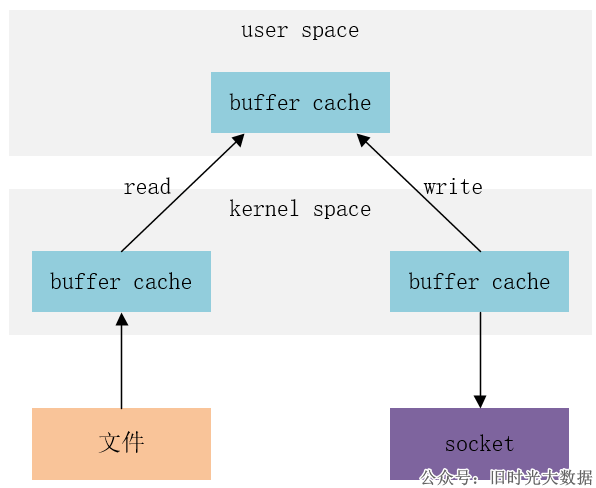 user space
buffer cache
read
write
kernel space
buffer cache
buffer cache
文件
socket
公众号：旧时光大数据